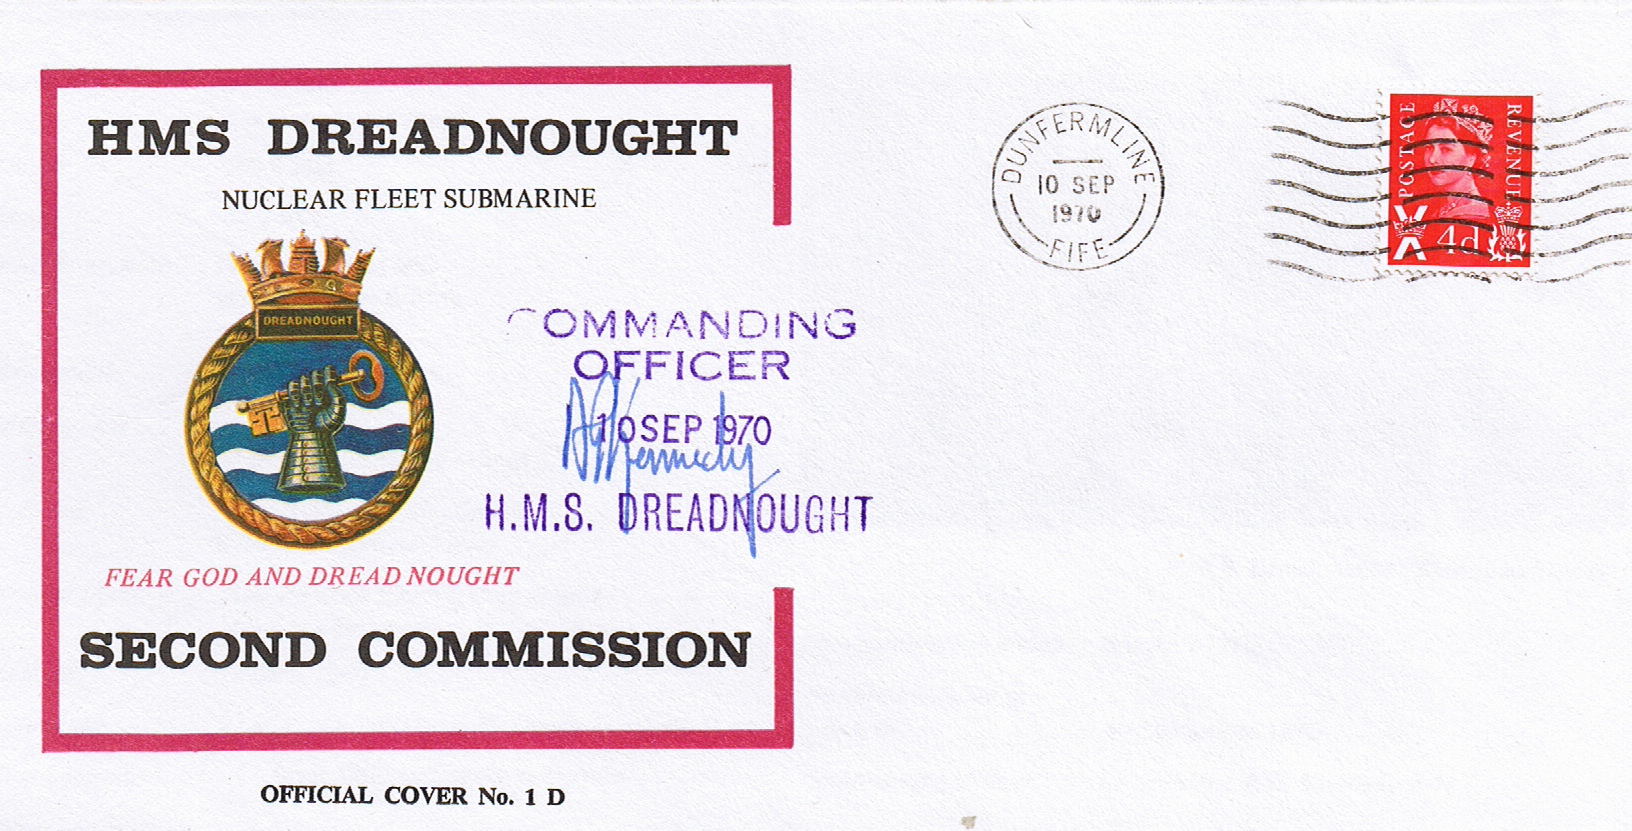 HMS DREADNOUGHT
NUCLEAR FLEET SUBMARINE
DREADNOUGHT
FEAR GOD AND DREAD NOUGHT
SECOND COMMISSION
OFFICIAL COVER No. 1 D
COMMANDING
OFFICER
10 SEP 1970
Kennedy
H.M.S. DREADNOUGHT
DUNFERMLINE
10 SEP
1970
FIFE
POSTAGE
REVENUE
4d